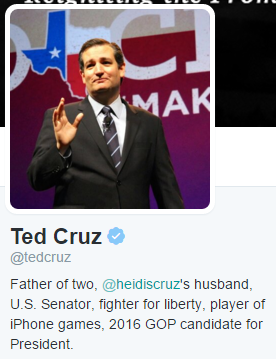 MAK
Ted Cruz
@tedcruz
Father of two, @heidiscruz's husband,
U.S. Senator, fighter for liberty, player of
iPhone games, 2016 GOP candidate for
President.